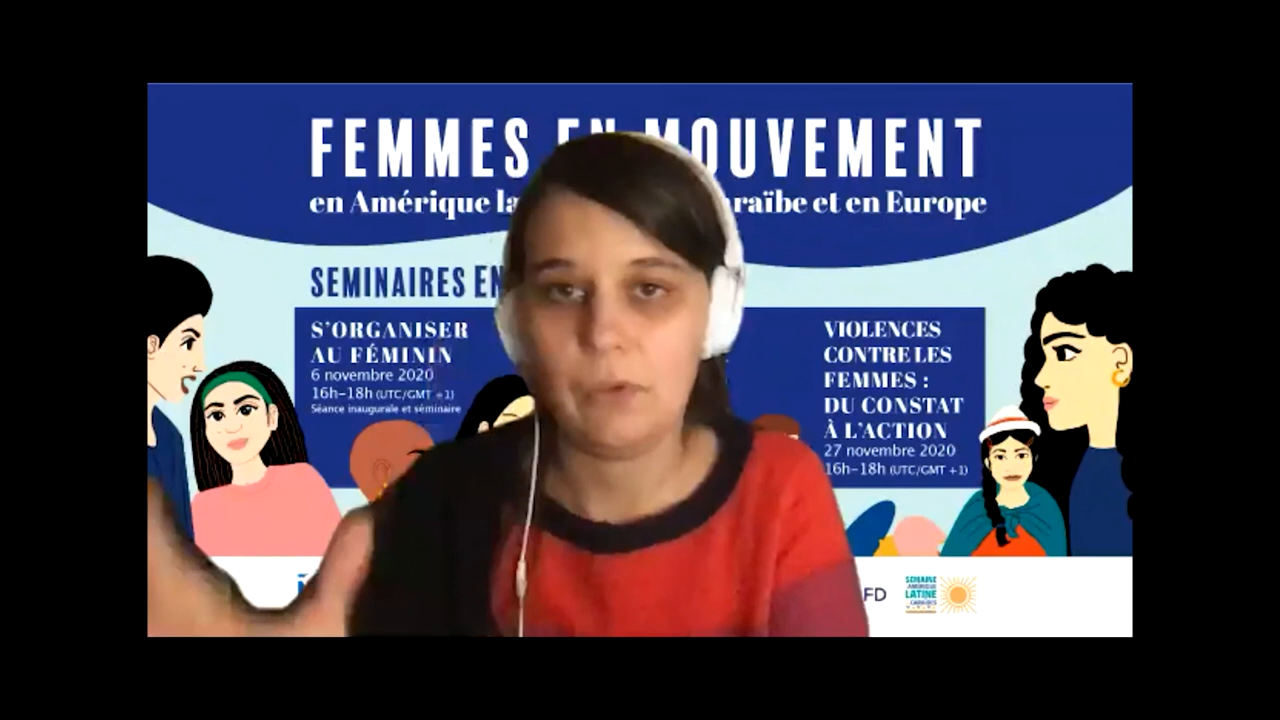 FEMMES EN MOUVEMENT
en Amérique la araïbe et en Europe
SEMINAIRES EN
S'ORGANISER
AU FÉMININ
6 novembre 2020
16h-18h (UTC/GMT +1)
Séance inaugurale et séminaire
VIOLENCES
CONTRE LES
FEMMES :
DU CONSTAT
À L'ACTION
27 novembre 2020
16h-18h (UTC/GMT +1)
FD
SEMAINE
AMÉRIQUE
LATINE
CARAÏBES